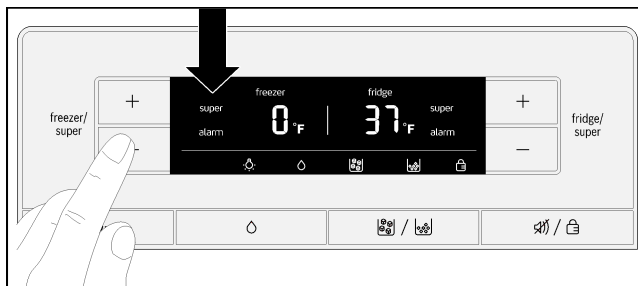 freezer/
super
+
super
alarm
freezer
0°F
fridge
37°F
super
alarm
+
−
fridge/
super
/
/